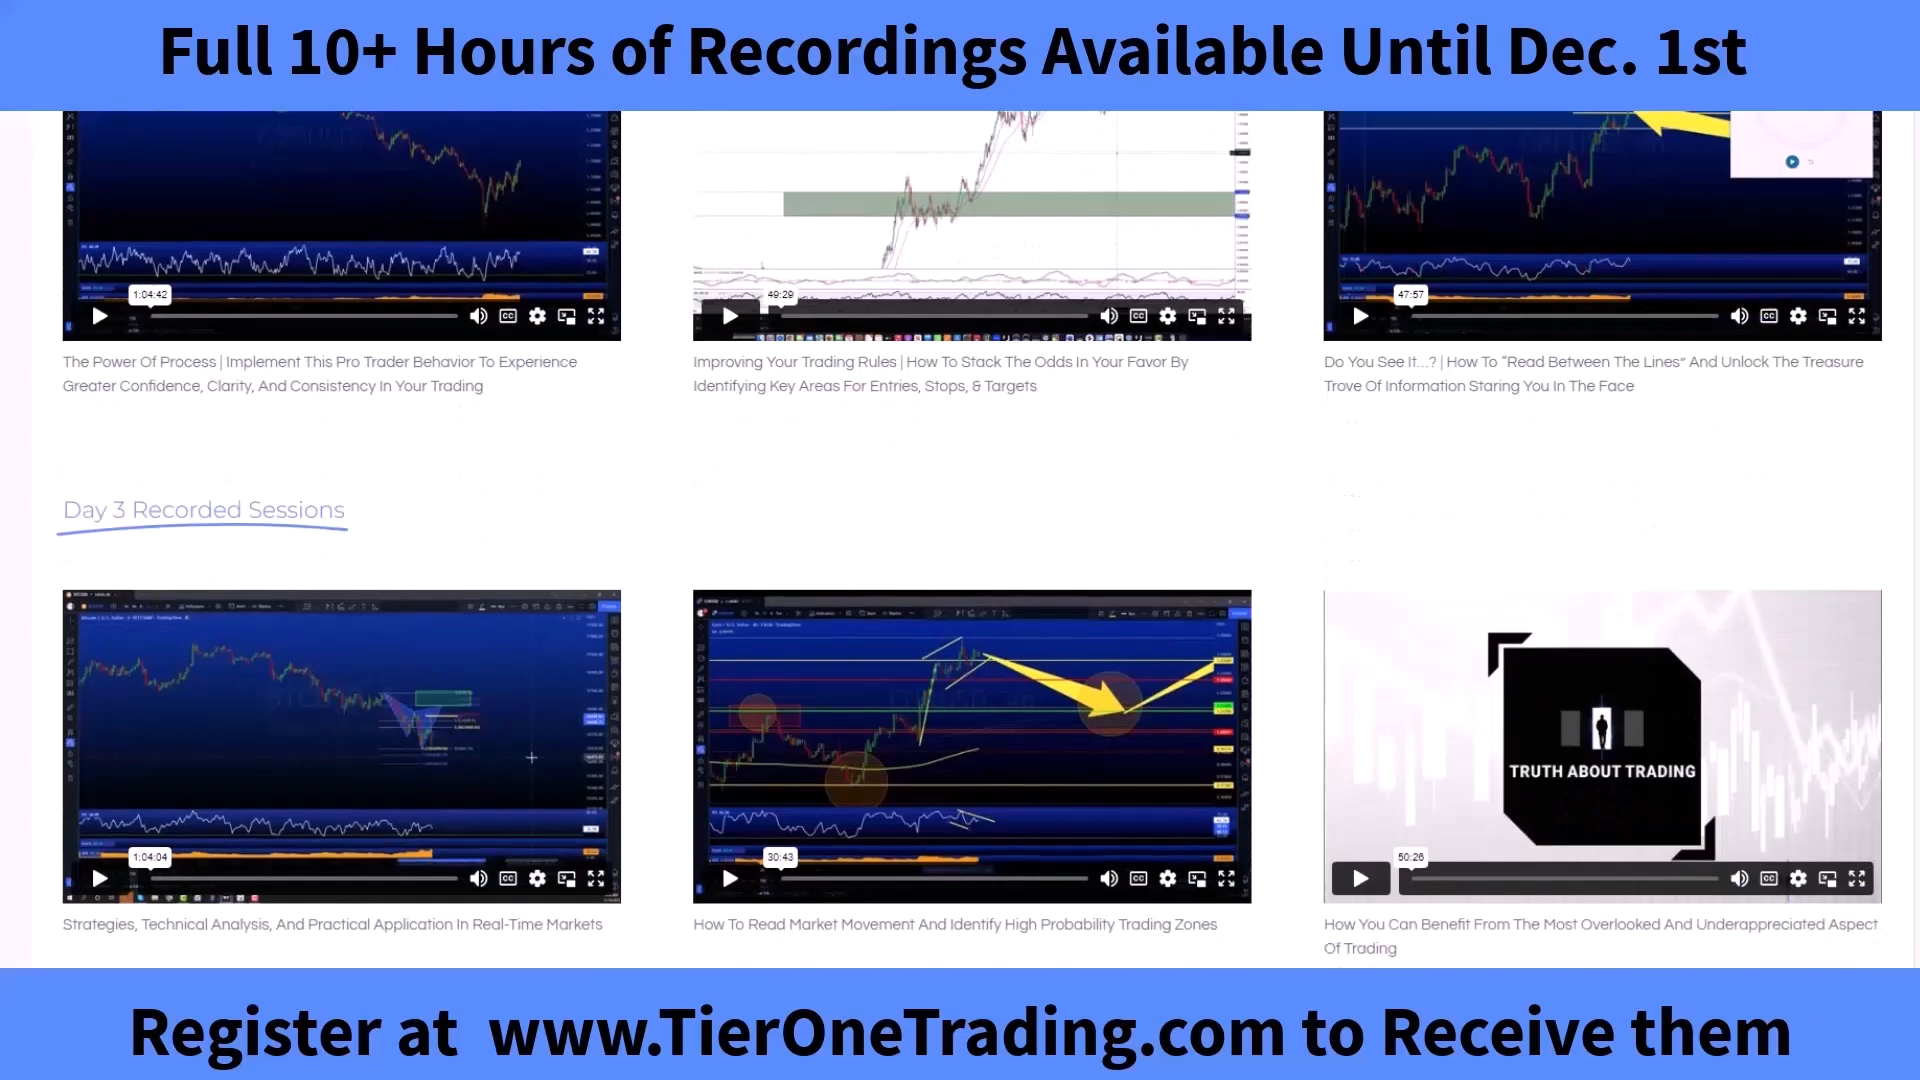 Full 10+ Hours of Recordings Available Until Dec. 1st
1:04:42
49:29
47:57
CC
CC
CC
The Power Of Process | Implement This Pro Trader Behavior To Experience
Greater Confidence, Clarity, And Consistency In Your Trading
Improving Your Trading Rules | How To Stack The Odds In Your Favor By
Identifying Key Areas For Entries, Stops, & Targets
Do You See It...? | How To “Read Between The Lines” And Unlock The Treasure
Trove Of Information Staring You In The Face
Day 3 Recorded Sessions
TRUTH ABOUT TRADING
1:04:04
30:43
50:26
CC
CC
CC
Strategies, Technical Analysis, And Practical Application In Real-Time Markets
How To Read Market Movement And Identify High Probability Trading Zones
How You Can Benefit From The Most Overlooked And Underappreciated Aspect
Of Trading
Register at www.TierOneTrading.com to Receive them